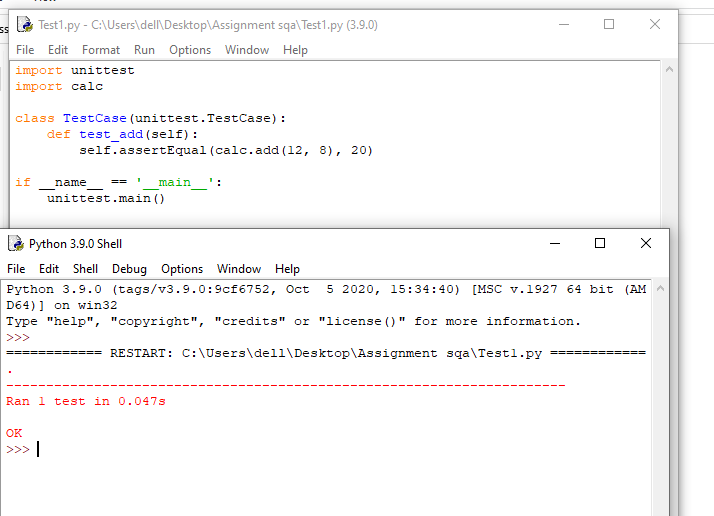 Test1.py - C:\Users\dell\Desktop\Assignment sqa\Test1.py (3.9.0)
File Edit Format Run Options Window Help
import unittest
import calc
class TestCase(unittest.TestCase):
    def test_add(self):
        self.assertEqual(calc.add(12, 8), 20)
if __name__ == '__main__':
    unittest.main()
Python 3.9.0 Shell
File Edit Shell Debug Options Window Help
Python 3.9.0 (tags/v3.9.0:9cf6752, Oct  5 2020, 15:34:40) [MSC v.1927 64 bit (AM
D64)] on win32
Type "help", "copyright", "credits" or "license()" for more information.
>>>
============ RESTART: C:\Users\dell\Desktop\Assignment sqa\Test1.py ============
.
----------------------------------------------------------------------
Ran 1 test in 0.047s
OK
>>>